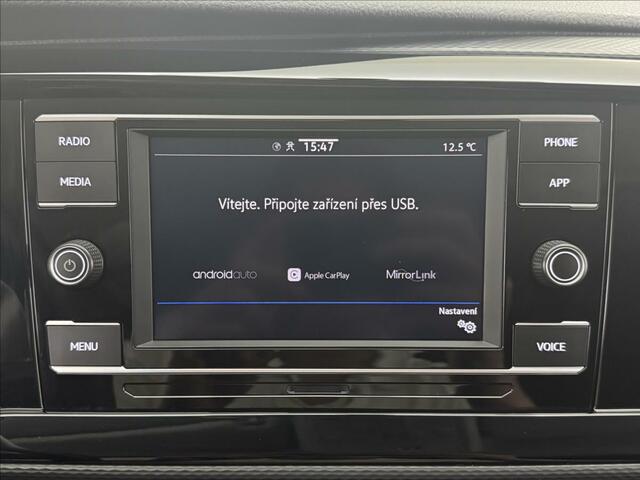 RADIO
MEDIA
MENU
15:47
12.5 °C
Vítejte. Připojte zařízení přes USB.
androidauto
Apple CarPlay
MirrorLink
Nastavení
PHONE
APP
VOICE